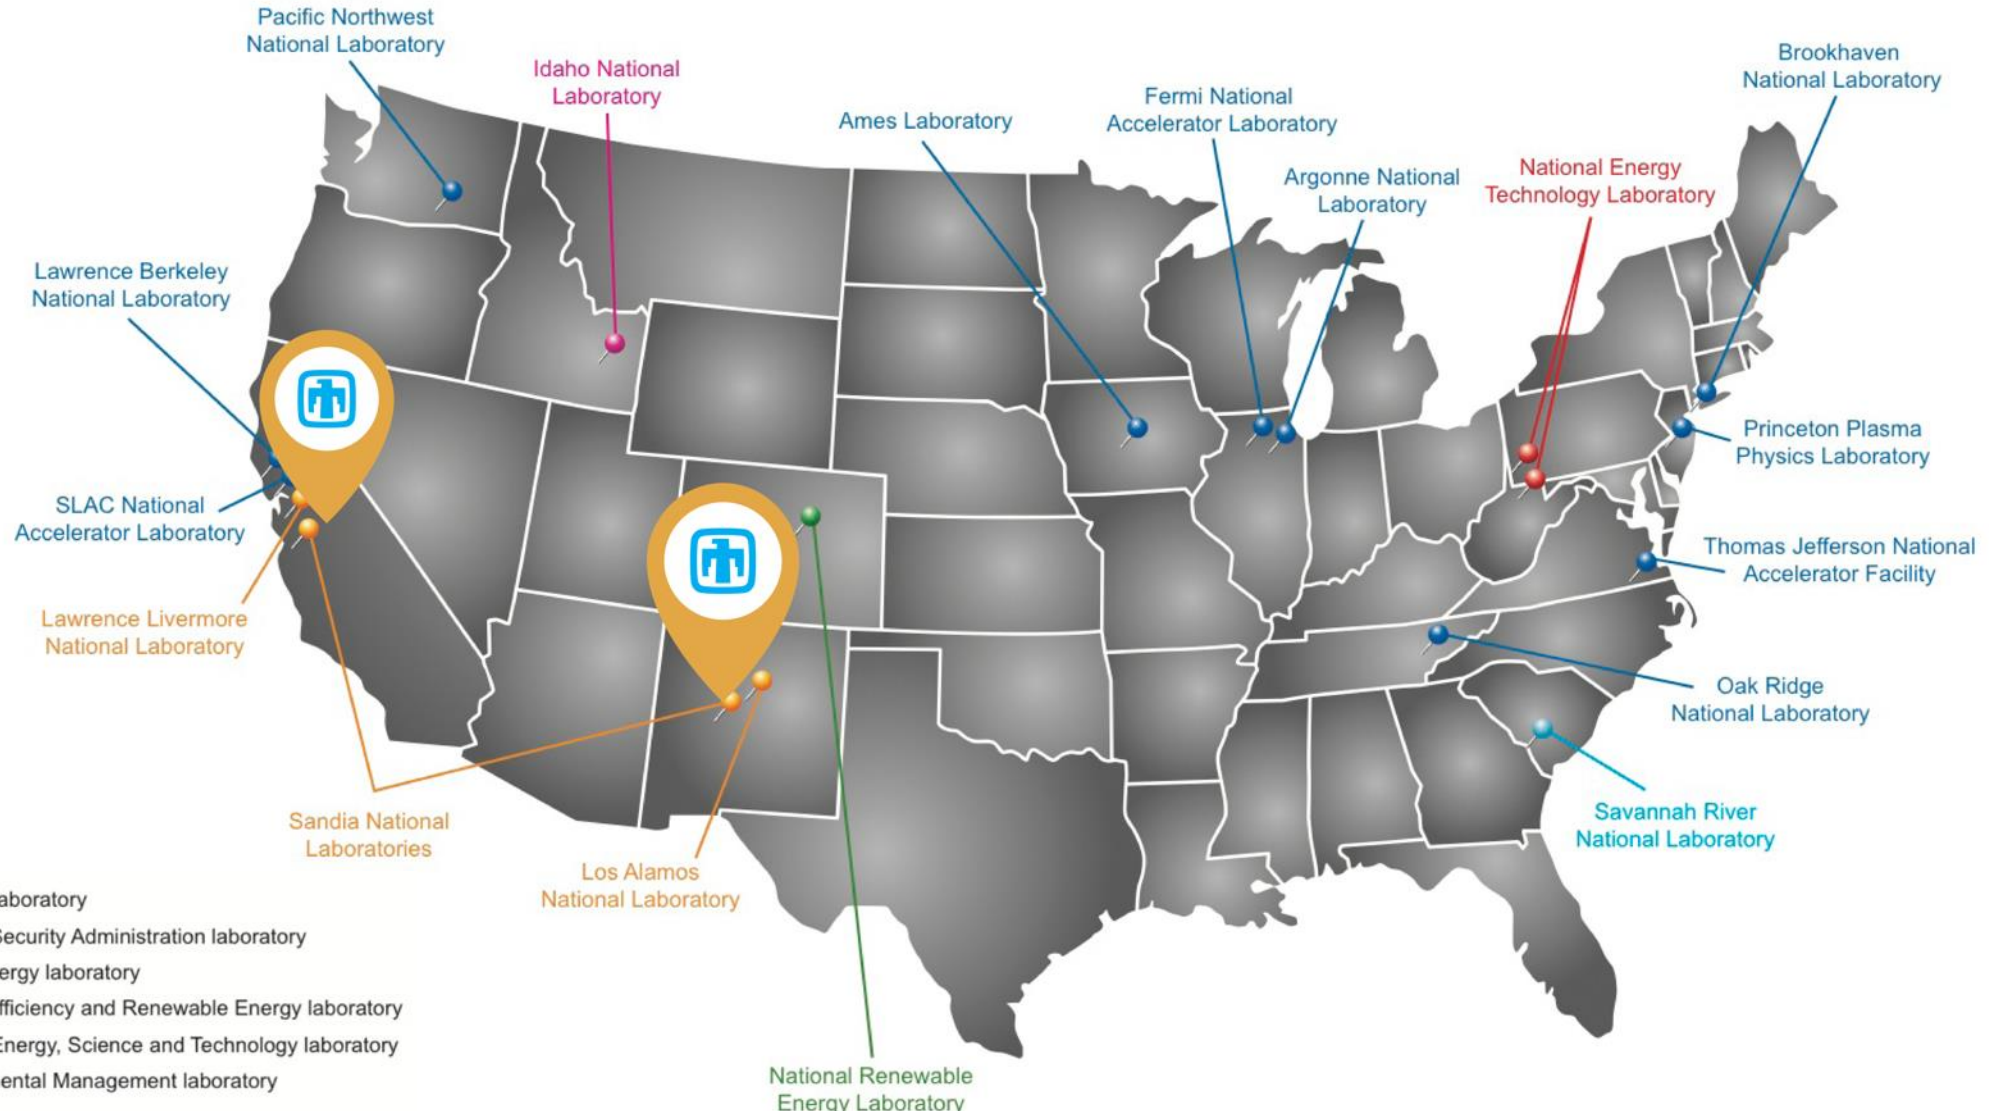 Pacific Northwest
National Laboratory
Idaho National
Laboratory
Ames Laboratory
Fermi National
Accelerator Laboratory
Argonne National
Laboratory
National Energy
Technology Laboratory
Brookhaven
National Laboratory
Lawrence Berkeley
National Laboratory
SLAC National
Accelerator Laboratory
Lawrence Livermore
National Laboratory
Princeton Plasma
Physics Laboratory
Thomas Jefferson National
Accelerator Facility
Oak Ridge
National Laboratory
Savannah River
National Laboratory
Sandia National
Laboratories
Los Alamos
National Laboratory
National Renewable
Energy Laboratory
aboratory
Security Administration laboratory
ergy laboratory
fficiency and Renewable Energy laboratory
Energy, Science and Technology laboratory
ental Management laboratory